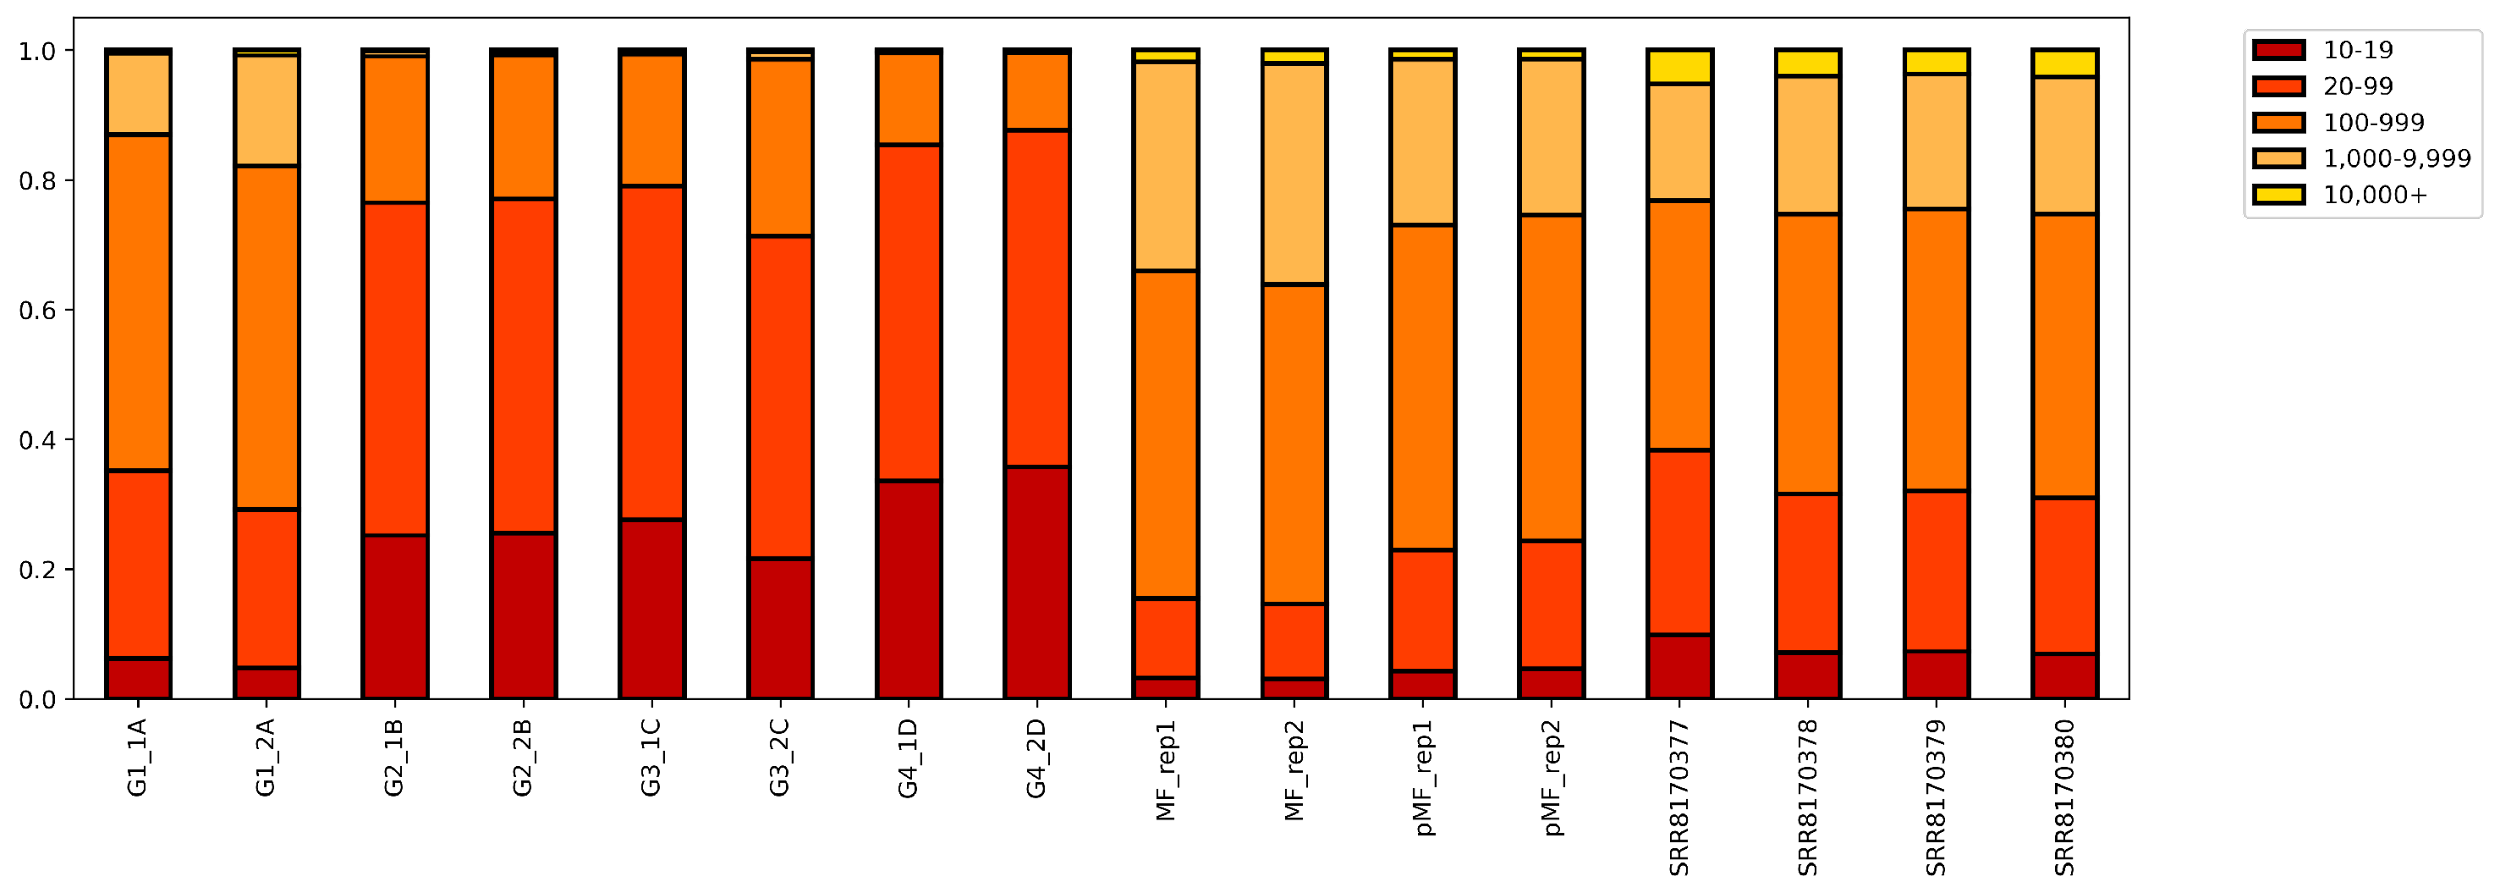 1.0
0.8
0.6
0.4
0.2
0.0
G1_1A
G1_2A
G2_1B
G2_2B
G3_1C
G3_2C
G4_1D
G4_2D
MF_rep1
MF_rep2
pMF_rep1
pMF_rep2
SRR8170377
SRR8170378
SRR8170379
SRR8170380
10-19
20-99
100-999
1,000-9,999
10,000+